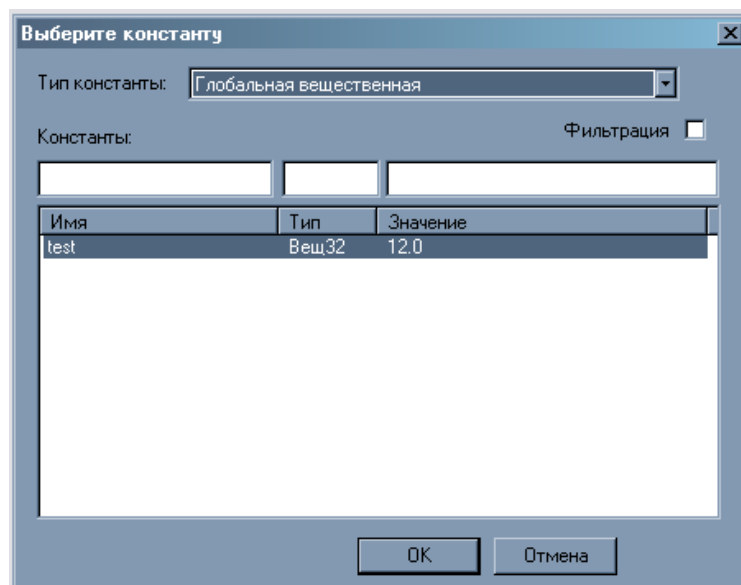 Выберите константу
Тип константы: Глобальная вещественная
Константы: Фильтрация
Имя Тип Значение
test Вещ32 12.0
OK Отмена